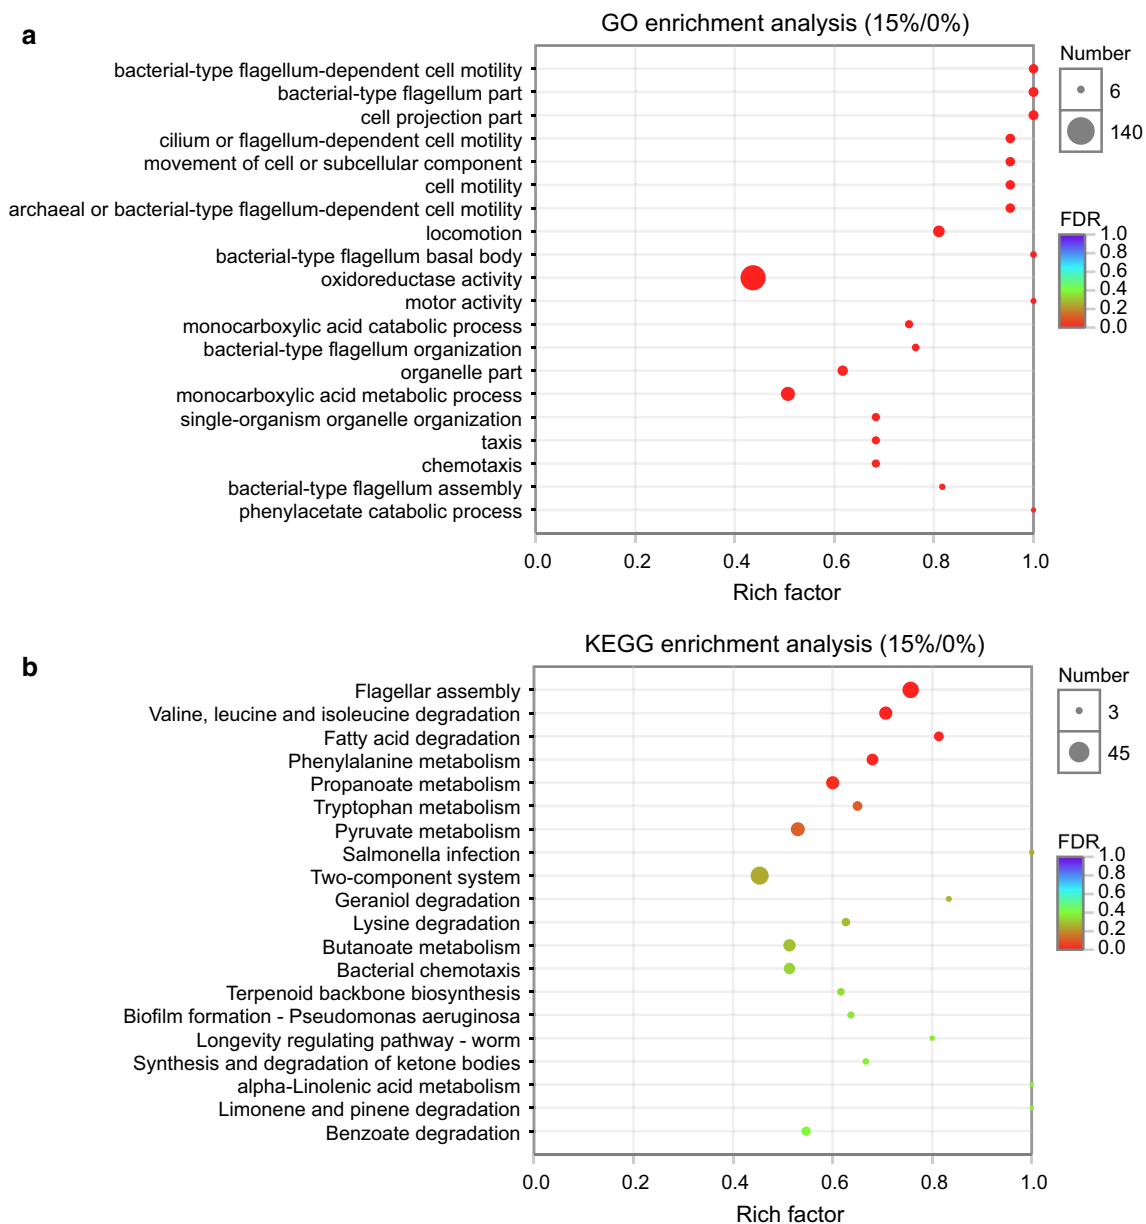 a
GO enrichment analysis (15%/0%)
bacterial-type flagellum-dependent cell motility
bacterial-type flagellum part
cell projection part
cilium or flagellum-dependent cell motility
movement of cell or subcellular component
cell motility
archaeal or bacterial-type flagellum-dependent cell motility
locomotion
bacterial-type flagellum basal body
oxidoreductase activity
motor activity
monocarboxylic acid catabolic process
bacterial-type flagellum organization
organelle part
monocarboxylic acid metabolic process
single-organism organelle organization
taxis
chemotaxis
bacterial-type flagellum assembly
phenylacetate catabolic process
0.0 0.2 0.4 0.6 0.8 1.0
Rich factor
Number
6
140
FDR
1.0
0.8
0.6
0.4
0.2
0.0
b
KEGG enrichment analysis (15%/0%)
Flagellar assembly
Valine, leucine and isoleucine degradation
Fatty acid degradation
Phenylalanine metabolism
Propanoate metabolism
Tryptophan metabolism
Pyruvate metabolism
Salmonella infection
Two-component system
Geraniol degradation
Lysine degradation
Butanoate metabolism
Bacterial chemotaxis
Terpenoid backbone biosynthesis
Biofilm formation - Pseudomonas aeruginosa
Longevity regulating pathway - worm
Synthesis and degradation of ketone bodies
alpha-Linolenic acid metabolism
Limonene and pinene degradation
Benzoate degradation
0.0 0.2 0.4 0.6 0.8 1.0
Rich factor
Number
3
45
FDR
1.0
0.8
0.6
0.4
0.2
0.0